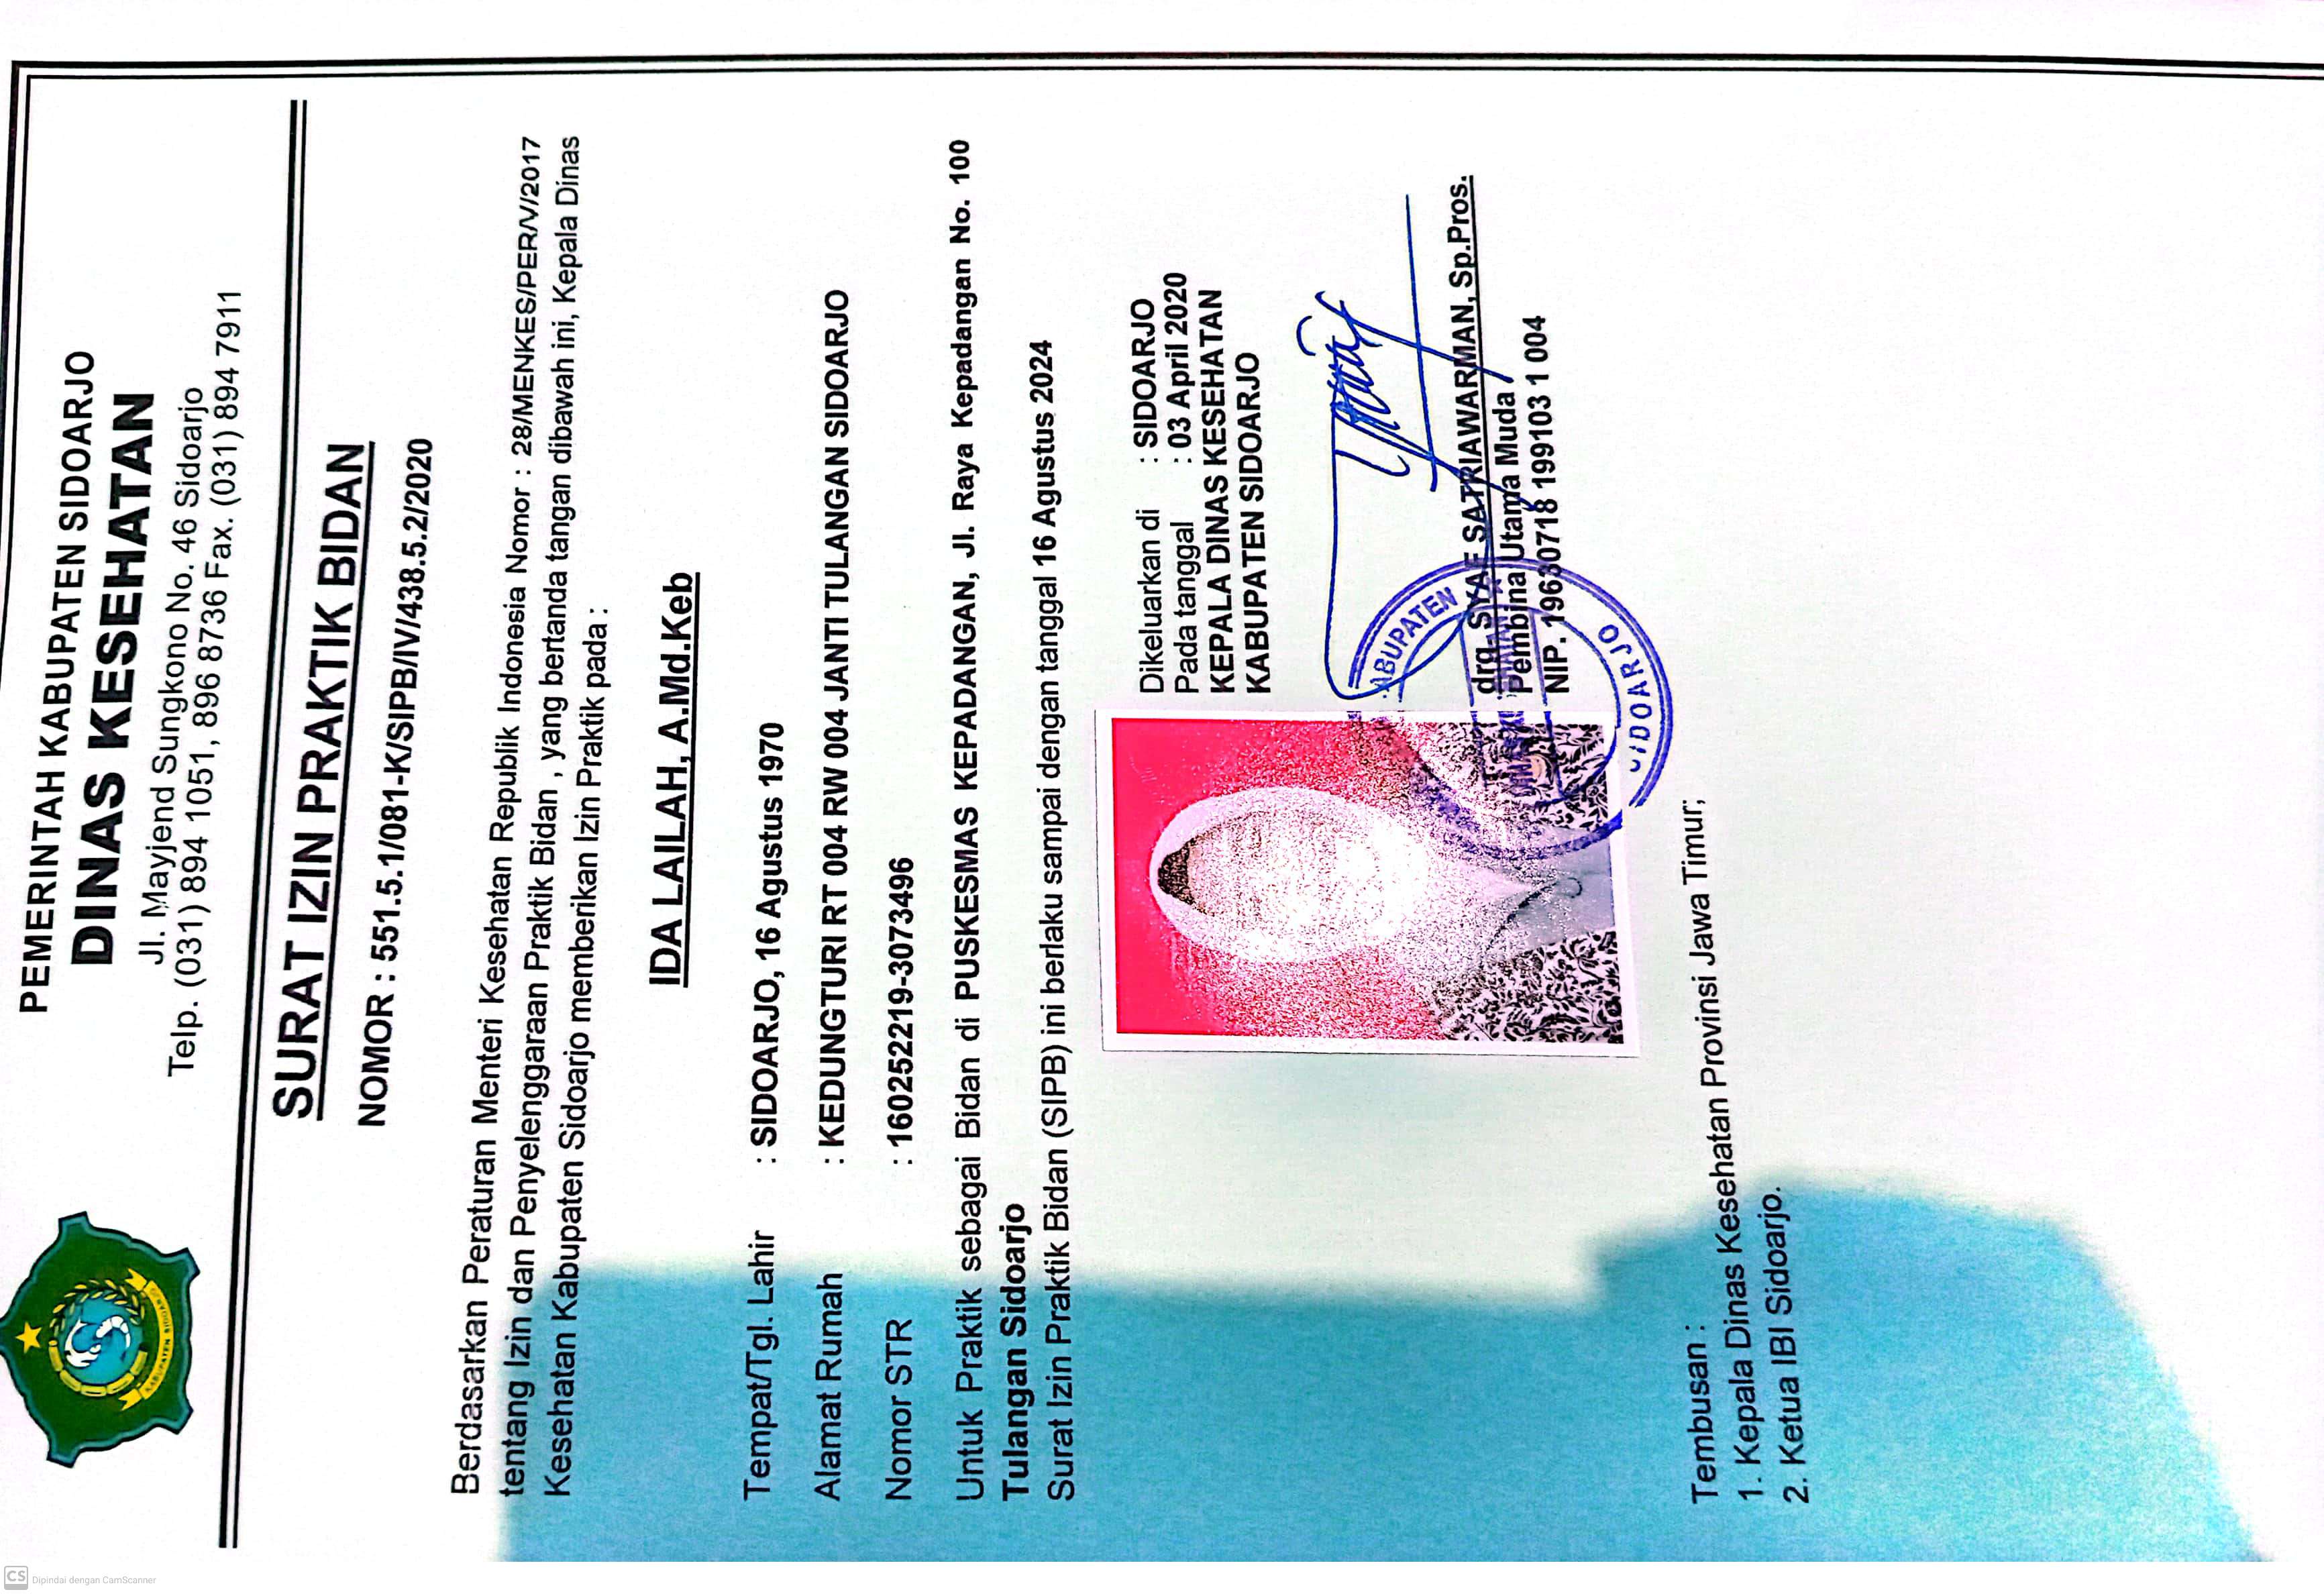 PEMERINTAH KABUPATEN SIDOARJO
DINAS KESEHATAN
Jl. Mayjend Sungkono No. 46 Sidoarjo
Telp. (031) 894 1051, 896 8736 Fax. (031) 894 7911
KABUPATEN SIDOARJO
SURAT IZIN PRAKTIK BIDAN
NOMOR : 551.5.1/081-K/SIPB/IV/438.5.2/2020
Berdasarkan Peraturan Menteri Kesehatan Republik Indonesia Nomor : 28/MENKES/PER/V/2017
tentang Izin dan Penyelenggaraan Praktik Bidan , yang bertanda tangan dibawah ini, Kepala Dinas
Kesehatan Kabupaten Sidoarjo memberikan Izin Praktik pada :
IDA LAILAH, A.Md.Keb
Tempat/Tgl. Lahir : SIDOARJO, 16 Agustus 1970
Alamat Rumah : KEDUNGTURI RT 004 RW 004 JANTI TULANGAN SIDOARJO
Nomor STR : 1602522219-3073496
Untuk Praktik sebagai Bidan di PUSKESMAS KEPADANGAN, Jl. Raya Kepadangan No. 100
Tulangan Sidoarjo
Surat Izin Praktik Bidan (SIPB) ini berlaku sampai dengan tanggal 16 Agustus 2024
Dikeluarkan di : SIDOARJO
Pada tanggal : 03 April 2020
KEPALA DINAS KESEHATAN
KABUPATEN SIDOARJO
drg. SYAF SATRIAWARMAN, Sp.Pros.
Pembina Utama Muda
NIP. 19630718 199103 1 004
ABUPATEN
SIDOARJO
Tembusan :
1. Kepala Dinas Kesehatan Provinsi Jawa Timur;
2. Ketua IBI Sidoarjo.
CS Dipindai dengan CamScanner